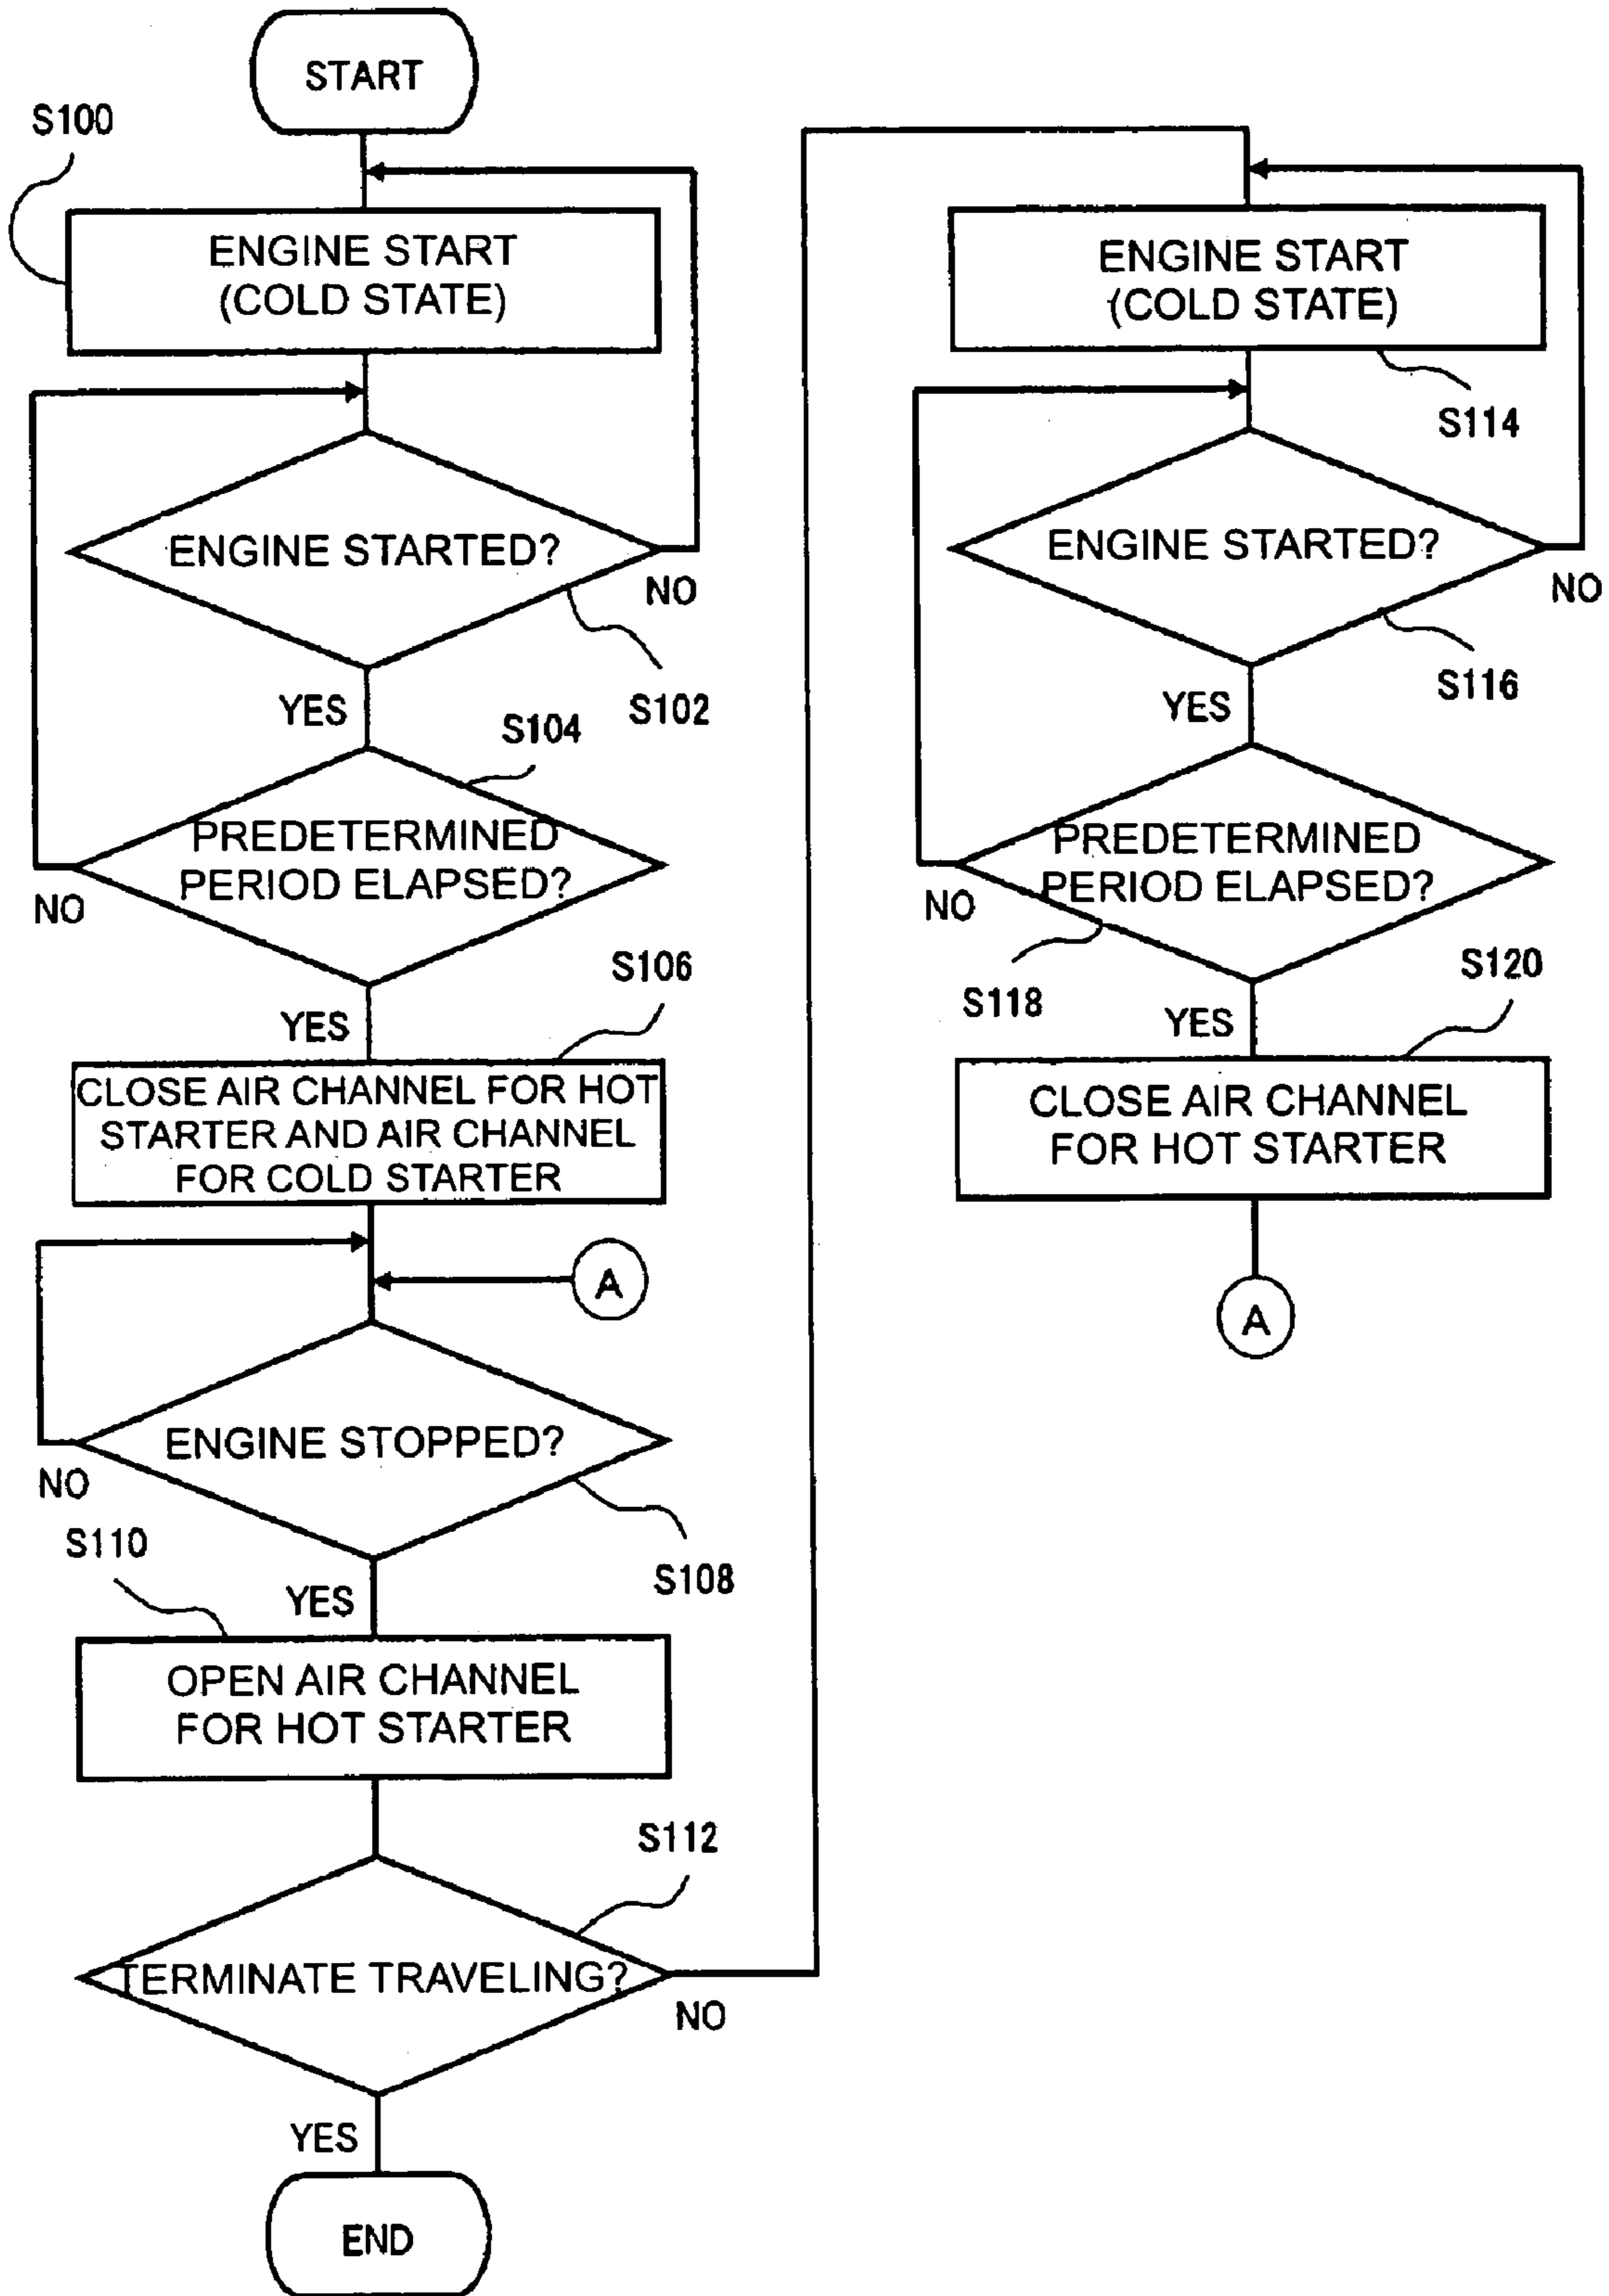 START
S100
ENGINE START
(COLD STATE)
ENGINE STARTED?
NO
S102
YES
S104
PREDETERMINED
PERIOD ELAPSED?
NO
S106
YES
CLOSE AIR CHANNEL FOR HOT
STARTER AND AIR CHANNEL
FOR COLD STARTER
A
ENGINE STOPPED?
NO
S108
S110
YES
OPEN AIR CHANNEL
FOR HOT STARTER
S112
TERMINATE TRAVELING?
NO
YES
END
ENGINE START
(COLD STATE)
S114
ENGINE STARTED?
NO
S116
YES
PREDETERMINED
PERIOD ELAPSED?
NO
S118
S120
YES
CLOSE AIR CHANNEL
FOR HOT STARTER
A